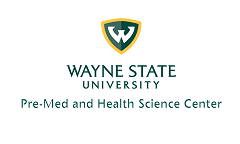 W
WAYNE STATE
UNIVERSITY
Pre-Med and Health Science Center